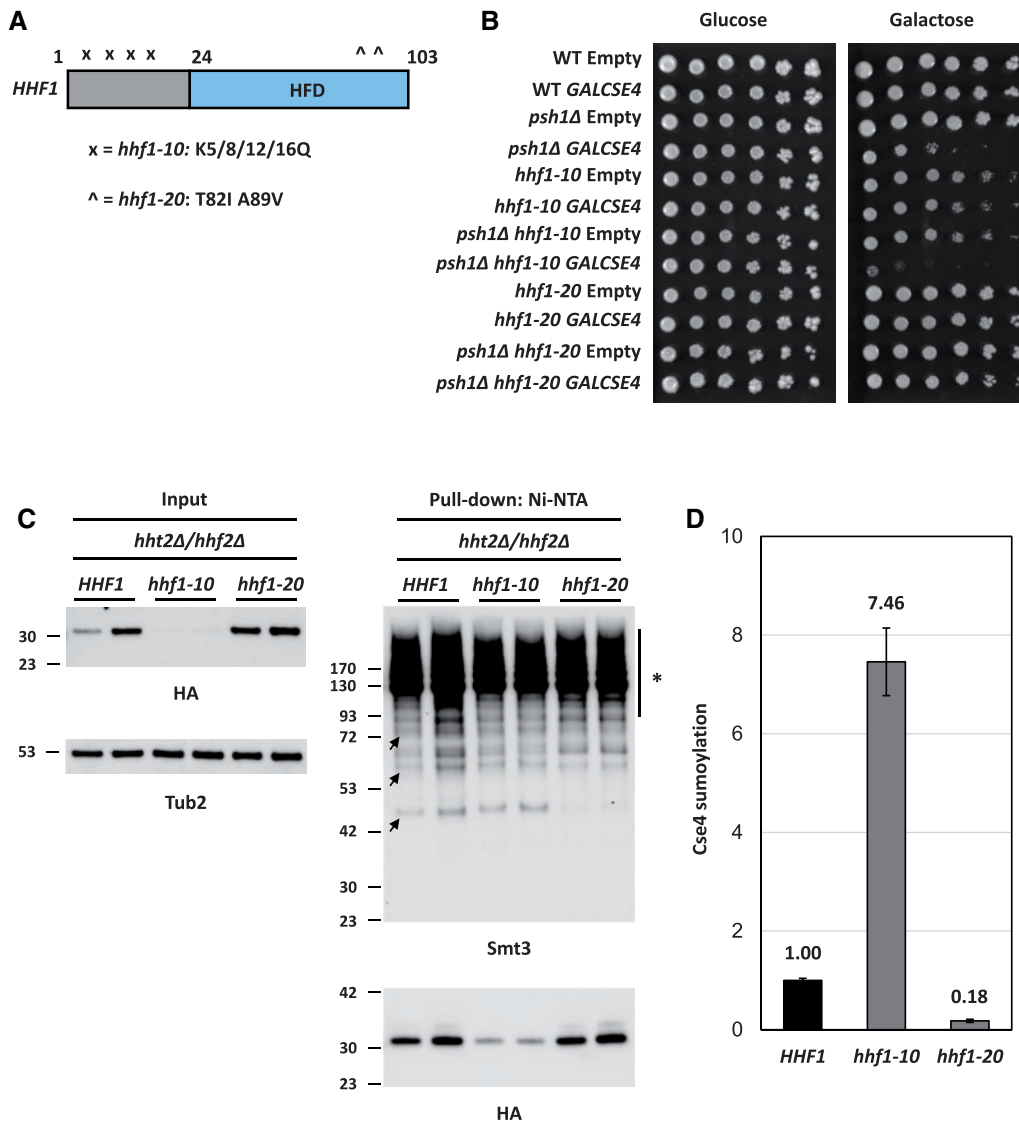 A
1 x x x x 24 ^ ^ 103
HHF1 HFD
x = hhf1-10: K5/8/12/16Q
^ = hhf1-20: T82I A89V
B
Glucose Galactose
WT Empty
WT GALCSE4
psh1Δ Empty
psh1Δ GALCSE4
hhf1-10 Empty
hhf1-10 GALCSE4
psh1Δ hhf1-10 Empty
psh1Δ hhf1-10 GALCSE4
hhf1-20 Empty
hhf1-20 GALCSE4
psh1Δ hhf1-20 Empty
psh1Δ hhf1-20 GALCSE4
C
Input
hht2Δ/hhf2Δ
HHF1 hhf1-10 hhf1-20
30
23
HA
53
Tub2
Pull-down: Ni-NTA
hht2Δ/hhf2Δ
HHF1 hhf1-10 hhf1-20
170
130
93
72
53
42
30
23
*
Smt3
42
30
23
HA
D
Cse4 sumoylation
10
8
6
4
2
0
1.00
7.46
0.18
HHF1 hhf1-10 hhf1-20